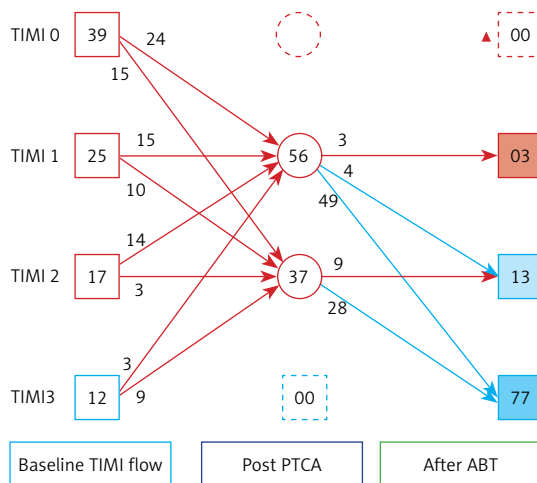 TIMI 0 39 24 00
15
TIMI 1 25 15 56 3 03
10 4
49
14
TIMI 2 17 3 37 9 13
28
3
TIMI3 12 9 00 77
Baseline TIMI flow Post PTCA After ABT